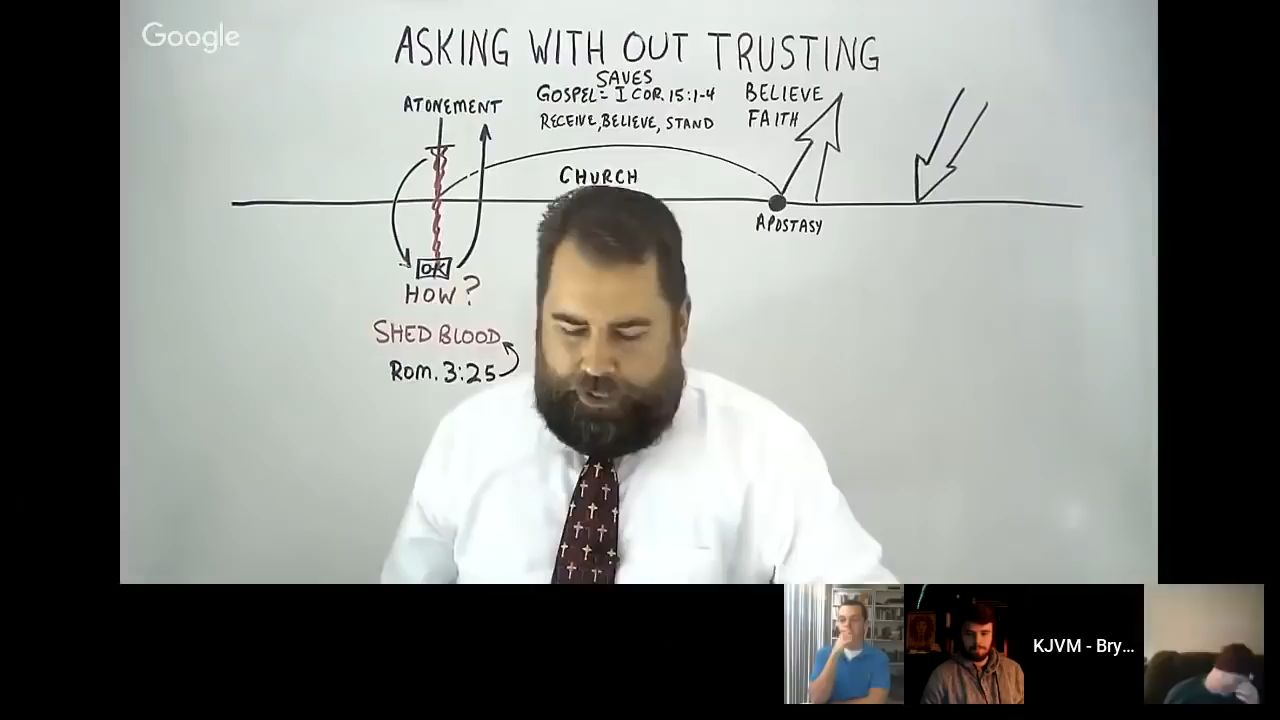 Google
ASKING WITH OUT TRUSTING
SAVES
GOSPEL = I COR. 15:1-4
RECEIVE, BELIEVE, STAND
BELIEVE
FAITH
ATONEMENT
CHURCH
APOSTASY
OK
HOW?
SHED BLOOD
Rom. 3:25
KJVM - Bry...